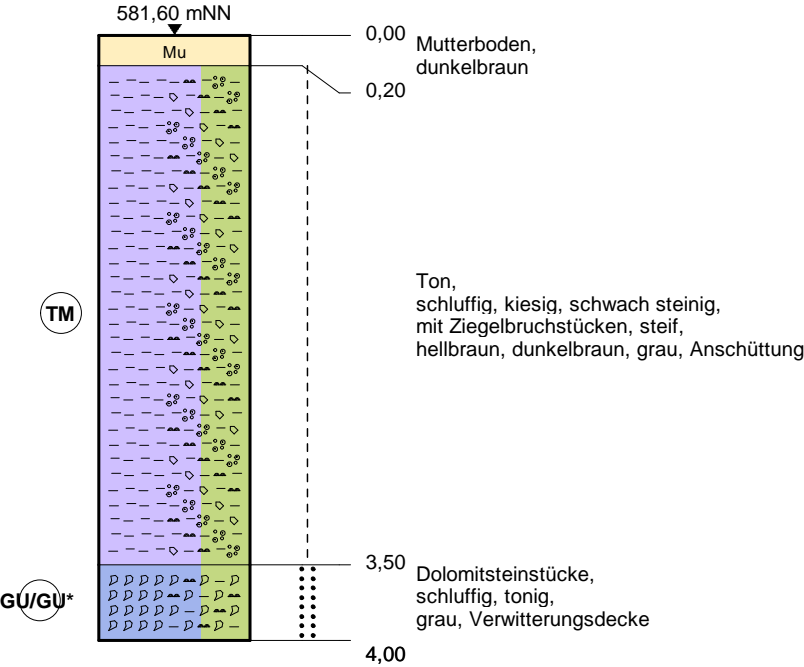 581,60 mNN
0,00
Mutterboden,
dunkelbraun
Mu
0,20
Ton,
schluffig, kiesig, schwach steinig,
mit Ziegelbruchstücken, steif,
hellbraun, dunkelbraun, grau, Anschüttung
TM
3,50
Dolomitsteinstücke,
schluffig, tonig,
grau, Verwitterungsdecke
GU/GU*
4,00